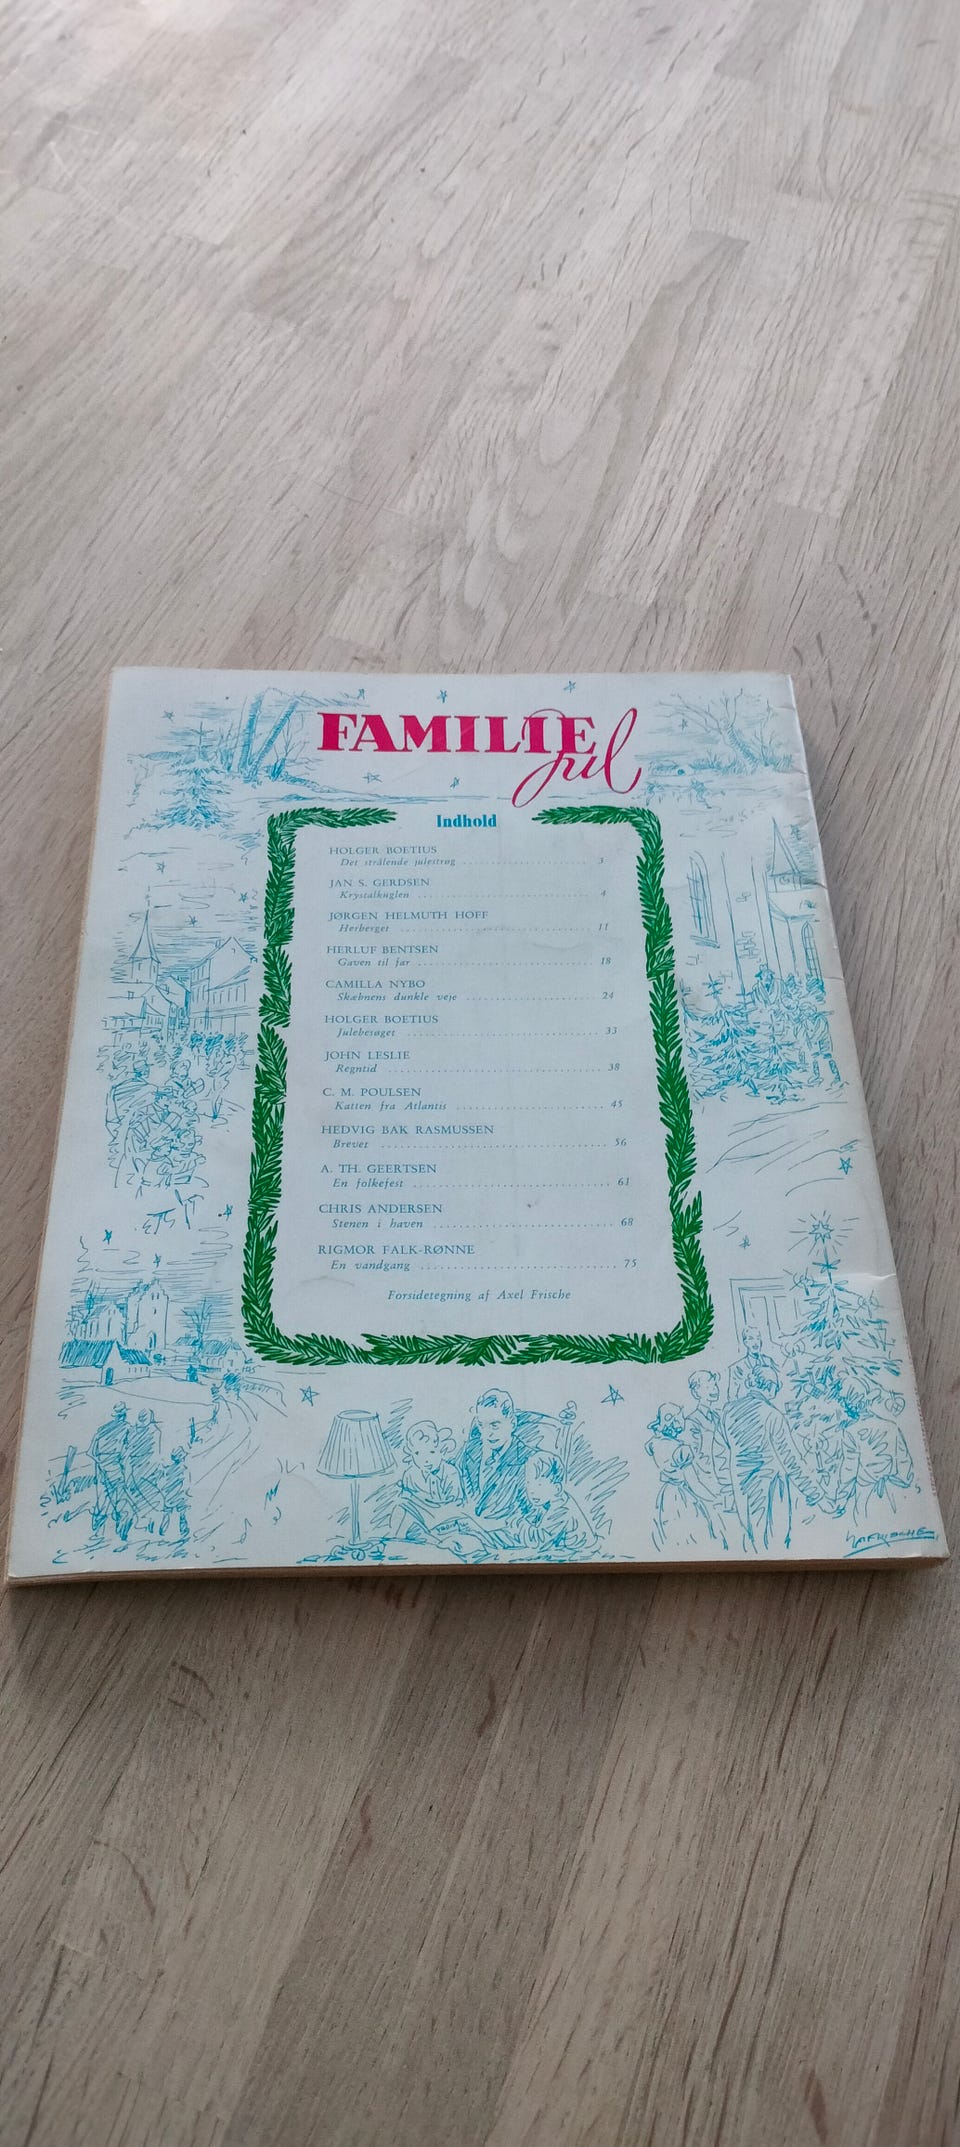 FAMILIE
Jul
Indhold
HOLGER BOETIUS
Det strålende julestrøg .......................... 3
JAN S. GERDSEN
Krystalkuglen .................................... 4
JØRGEN HELMUTH HOFF
Herberget ........................................ 11
HERLUF BENTSEN
Gaven til far .................................... 18
CAMILLA NYBO
Skæbnens dunkle veje ......................... 24
HOLGER BOETIUS
Julebesøget ...................................... 33
JOHN LESLIE
Regntid .......................................... 38
C. M. POULSEN
Katten fra Atlantis ............................. 45
HEDVIG BAK RASMUSSEN
Brevet ........................................... 56
A. TH. GEERTSEN
En folkefest ..................................... 61
CHRIS ANDERSEN
Stenen i haven .................................. 68
RIGMOR FALK-RØNNE
En vandgang ..................................... 75
Forsidetegning af Axel Frische